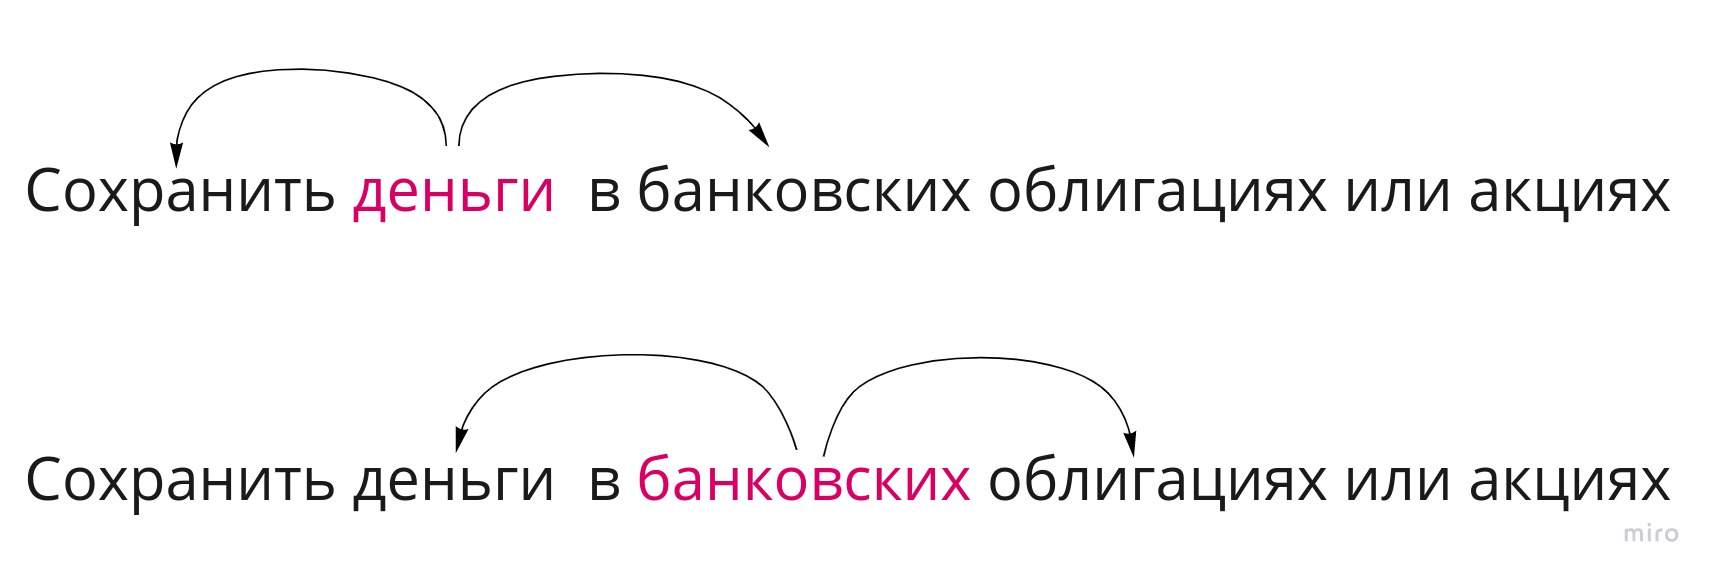 Сохранить деньги в банковских облигациях или акциях
Сохранить деньги в банковских облигациях или акциях
miro